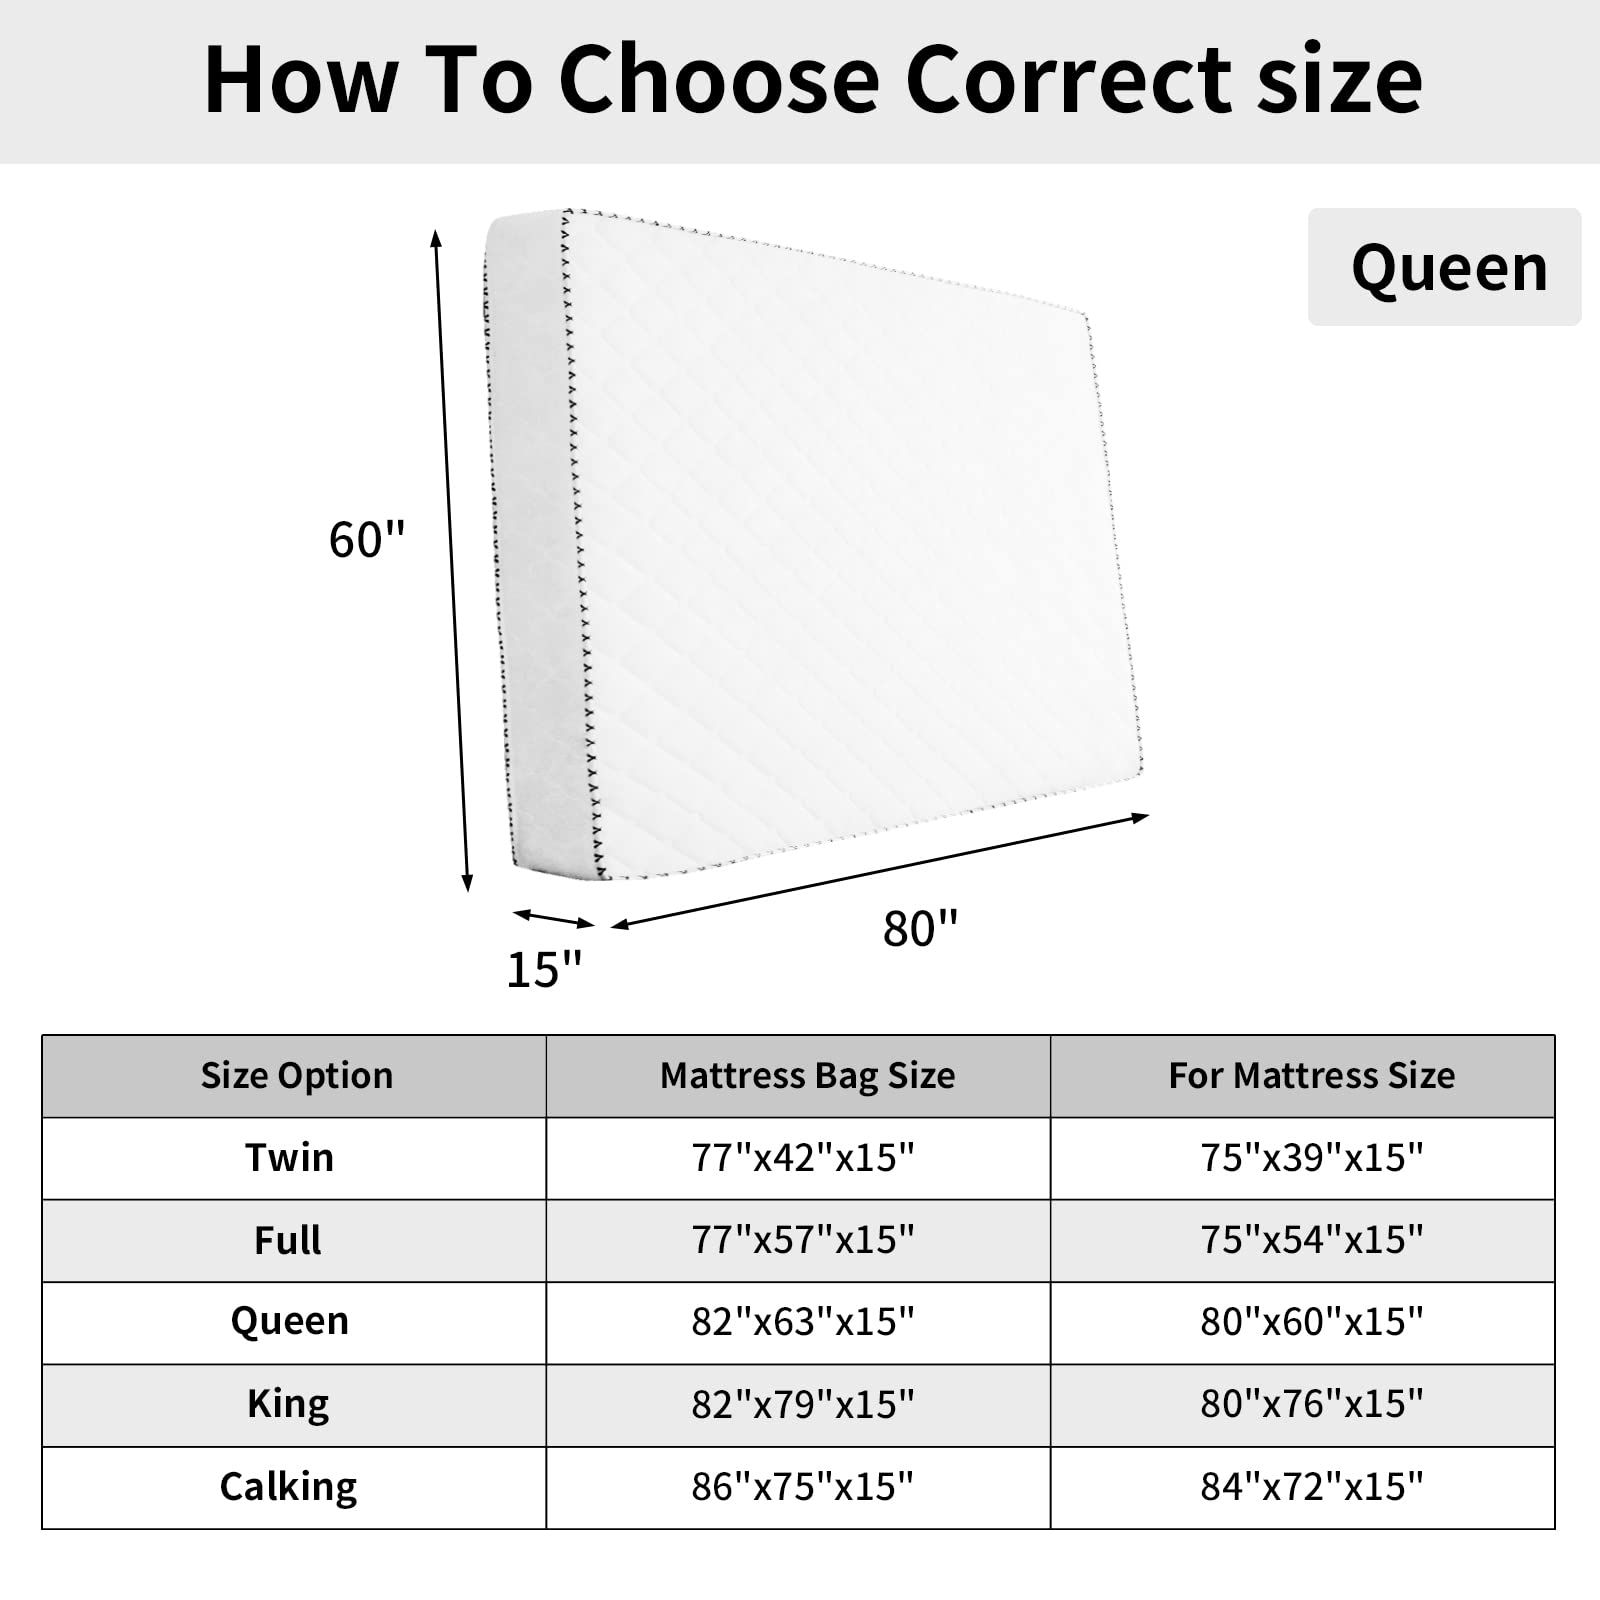 How To Choose Correct size
Queen
60"
80"
15"
Size Option Mattress Bag Size For Mattress Size
Twin 77"x42"x15" 75"x39"x15"
Full 77"x57"x15" 75"x54"x15"
Queen 82"x63"x15" 80"x60"x15"
King 82"x79"x15" 80"x76"x15"
Calking 86"x75"x15" 84"x72"x15"